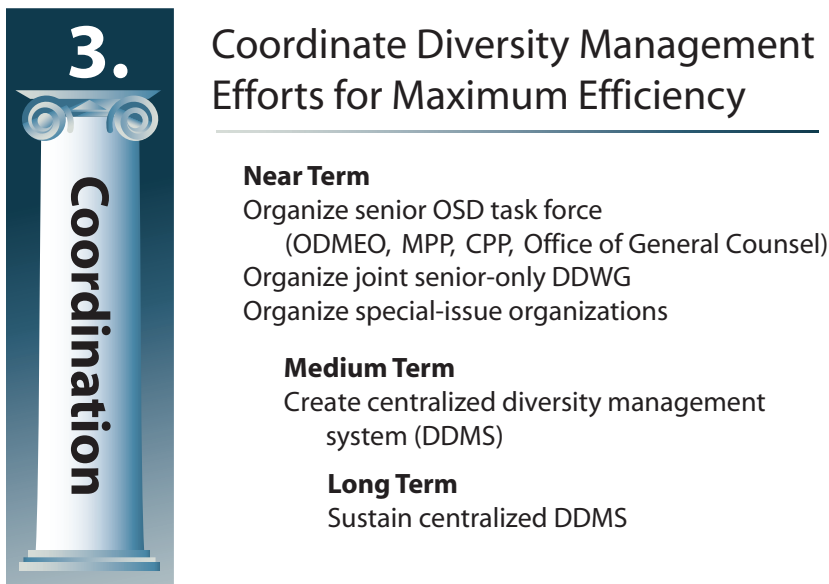 3.
Coordination
Coordinate Diversity Management
Efforts for Maximum Efficiency
Near Term
Organize senior OSD task force
(ODMEO, MPP, CPP, Office of General Counsel)
Organize joint senior-only DDWG
Organize special-issue organizations
Medium Term
Create centralized diversity management
system (DDMS)
Long Term
Sustain centralized DDMS